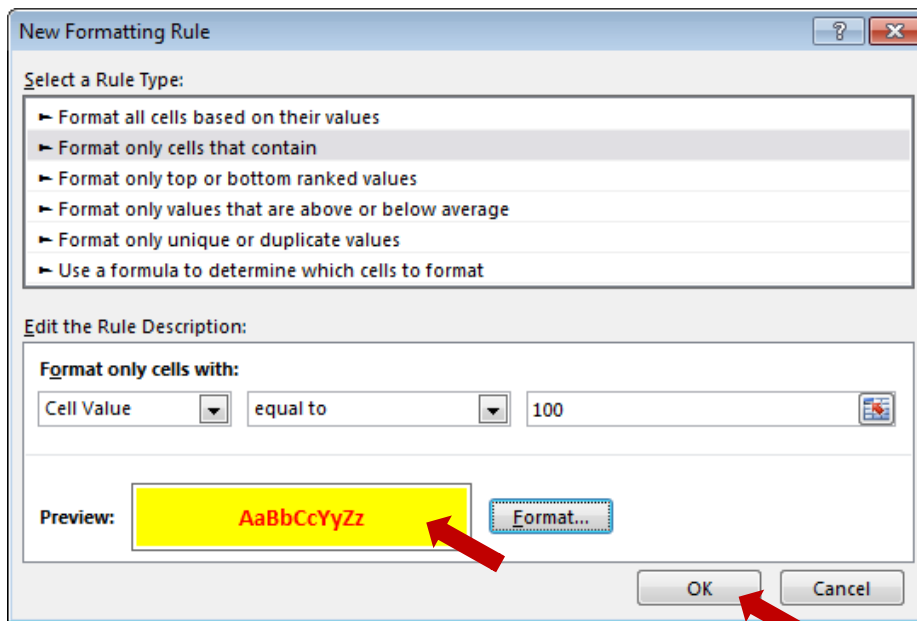 New Formatting Rule
Select a Rule Type:
► Format all cells based on their values
► Format only cells that contain
► Format only top or bottom ranked values
► Format only values that are above or below average
► Format only unique or duplicate values
► Use a formula to determine which cells to format
Edit the Rule Description:
Format only cells with:
Cell Value equal to 100
Preview: AaBbCcYyZz Format...
OK Cancel